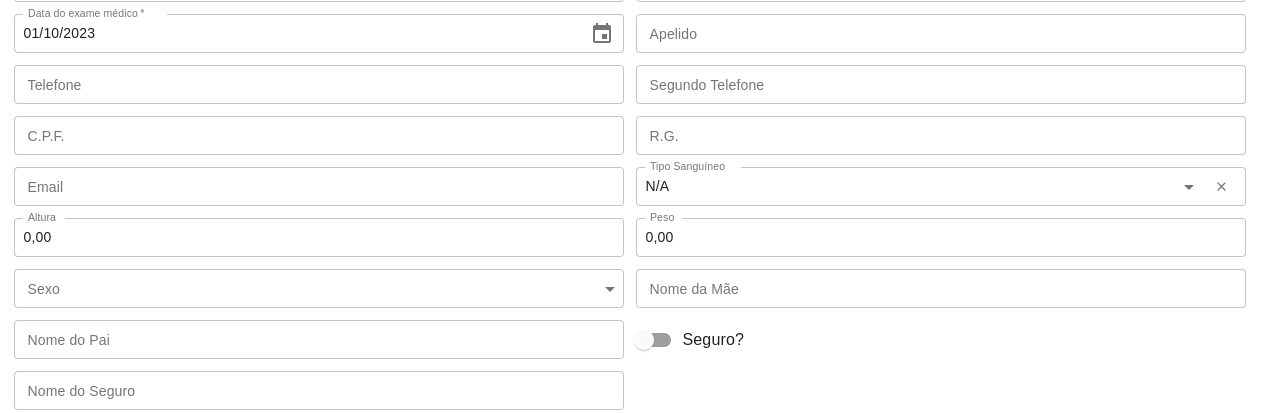 Data do exame médico *
01/10/2023
Apelido
Telefone
Segundo Telefone
C.P.F.
R.G.
Email
Tipo Sanguíneo
N/A
Altura
0,00
Peso
0,00
Sexo
Nome da Mãe
Nome do Pai
Seguro?
Nome do Seguro